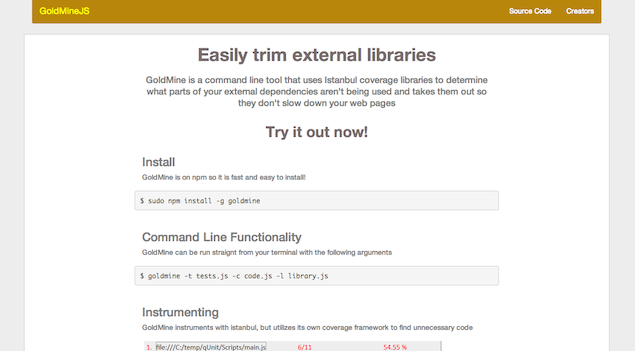 GoldMineJS
Source Code
Creators
Easily trim external libraries
GoldMine is a command line tool that uses Istanbul coverage libraries to determine
what parts of your external dependencies aren't being used and takes them out so
they don't slow down your web pages
Try it out now!
Install
GoldMine is on npm so it is fast and easy to install!
$ sudo npm install -g goldmine
Command Line Functionality
GoldMine can be run straignt from your terminal with the following arguments
$ goldmine -t tests.js -c code.js -l library.js
Instrumenting
GoldMine instruments with istanbul, but utilizes its own coverage framework to find unnecessary code
1. file:///C:/temp/qUnit/Scripts/main.js 6/11 54.55 %